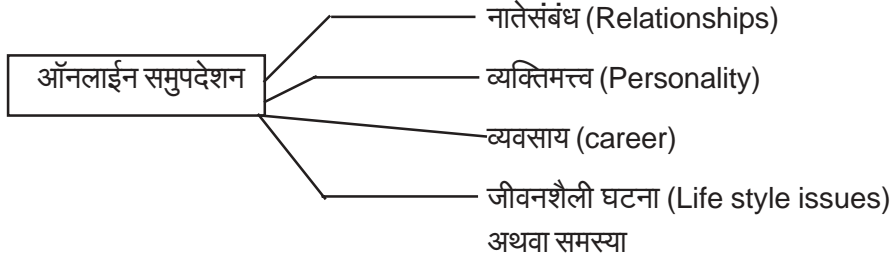 नातेसंबंध (Relationships)
ऑनलाईन समुपदेशन
व्यक्तिमत्त्व (Personality)
व्यवसाय (career)
जीवनशैली घटना (Life style issues)
अथवा समस्या